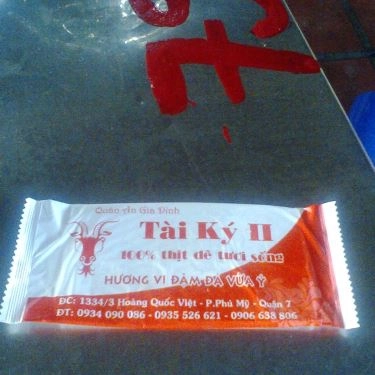 Quán Ăn Gia Đình
Tài Ký II
100% thịt dê tươi sống
HƯƠNG VỊ ĐẬM ĐÀ VỪA Ý
ĐC: 1334/3 Hoàng Quốc Việt - P.Phú Mỹ - Quận 7
ĐT: 0934 090 086 - 0935 526 621 - 0906 638 806